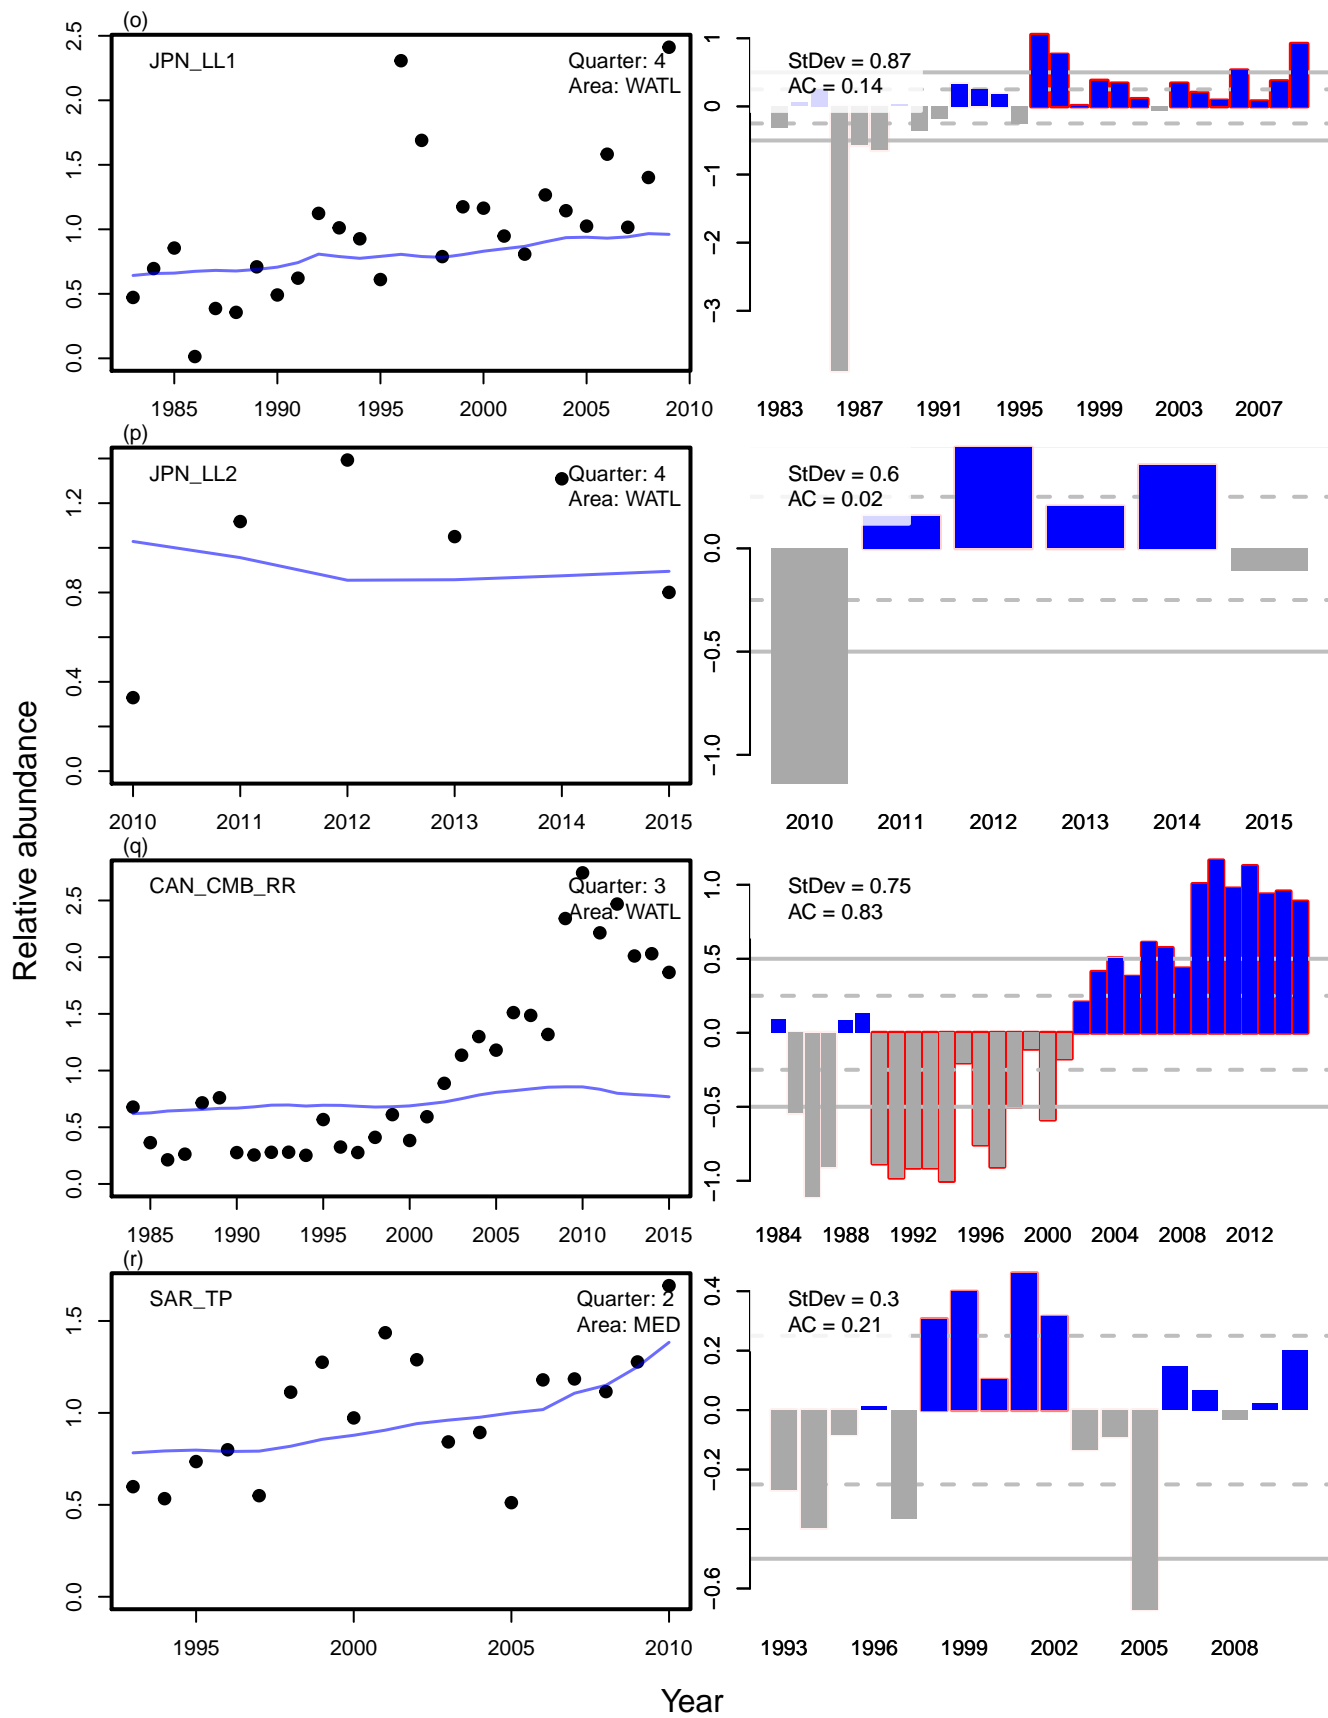 (o)
JPN_LL1
Quarter: 4
Area: WATL
0.0 0.5 1.0 1.5 2.0 2.5
1985 1990 1995 2000 2005 2010
StDev = 0.87
AC = 0.14
−3 −2 −1 0 1
1983 1987 1991 1995 1999 2003 2007
(p)
JPN_LL2
Quarter: 4
Area: WATL
0.0 0.4 0.8 1.2
2010 2011 2012 2013 2014 2015
StDev = 0.6
AC = 0.02
−1.0 −0.5 0.0
2010 2011 2012 2013 2014 2015
(q)
CAN_CMB_RR
Quarter: 3
Area: WATL
0.0 0.5 1.0 1.5 2.0 2.5
1985 1990 1995 2000 2005 2010 2015
StDev = 0.75
AC = 0.83
−1.0 −0.5 0.0 0.5 1.0
1984 1988 1992 1996 2000 2004 2008 2012
(r)
SAR_TP
Quarter: 2
Area: MED
0.0 0.5 1.0 1.5
1995 2000 2005 2010
StDev = 0.3
AC = 0.21
−0.6 −0.2 0.0 0.2 0.4
1993 1996 1999 2002 2005 2008
Relative abundance
Year